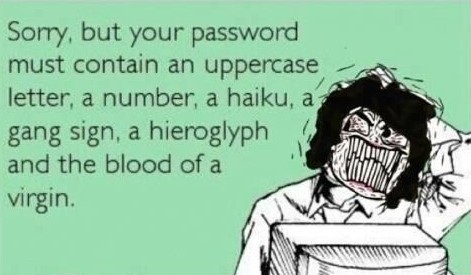 Sorry, but your password
must contain an uppercase
letter, a number, a haiku, a
gang sign, a hieroglyph
and the blood of a
virgin.